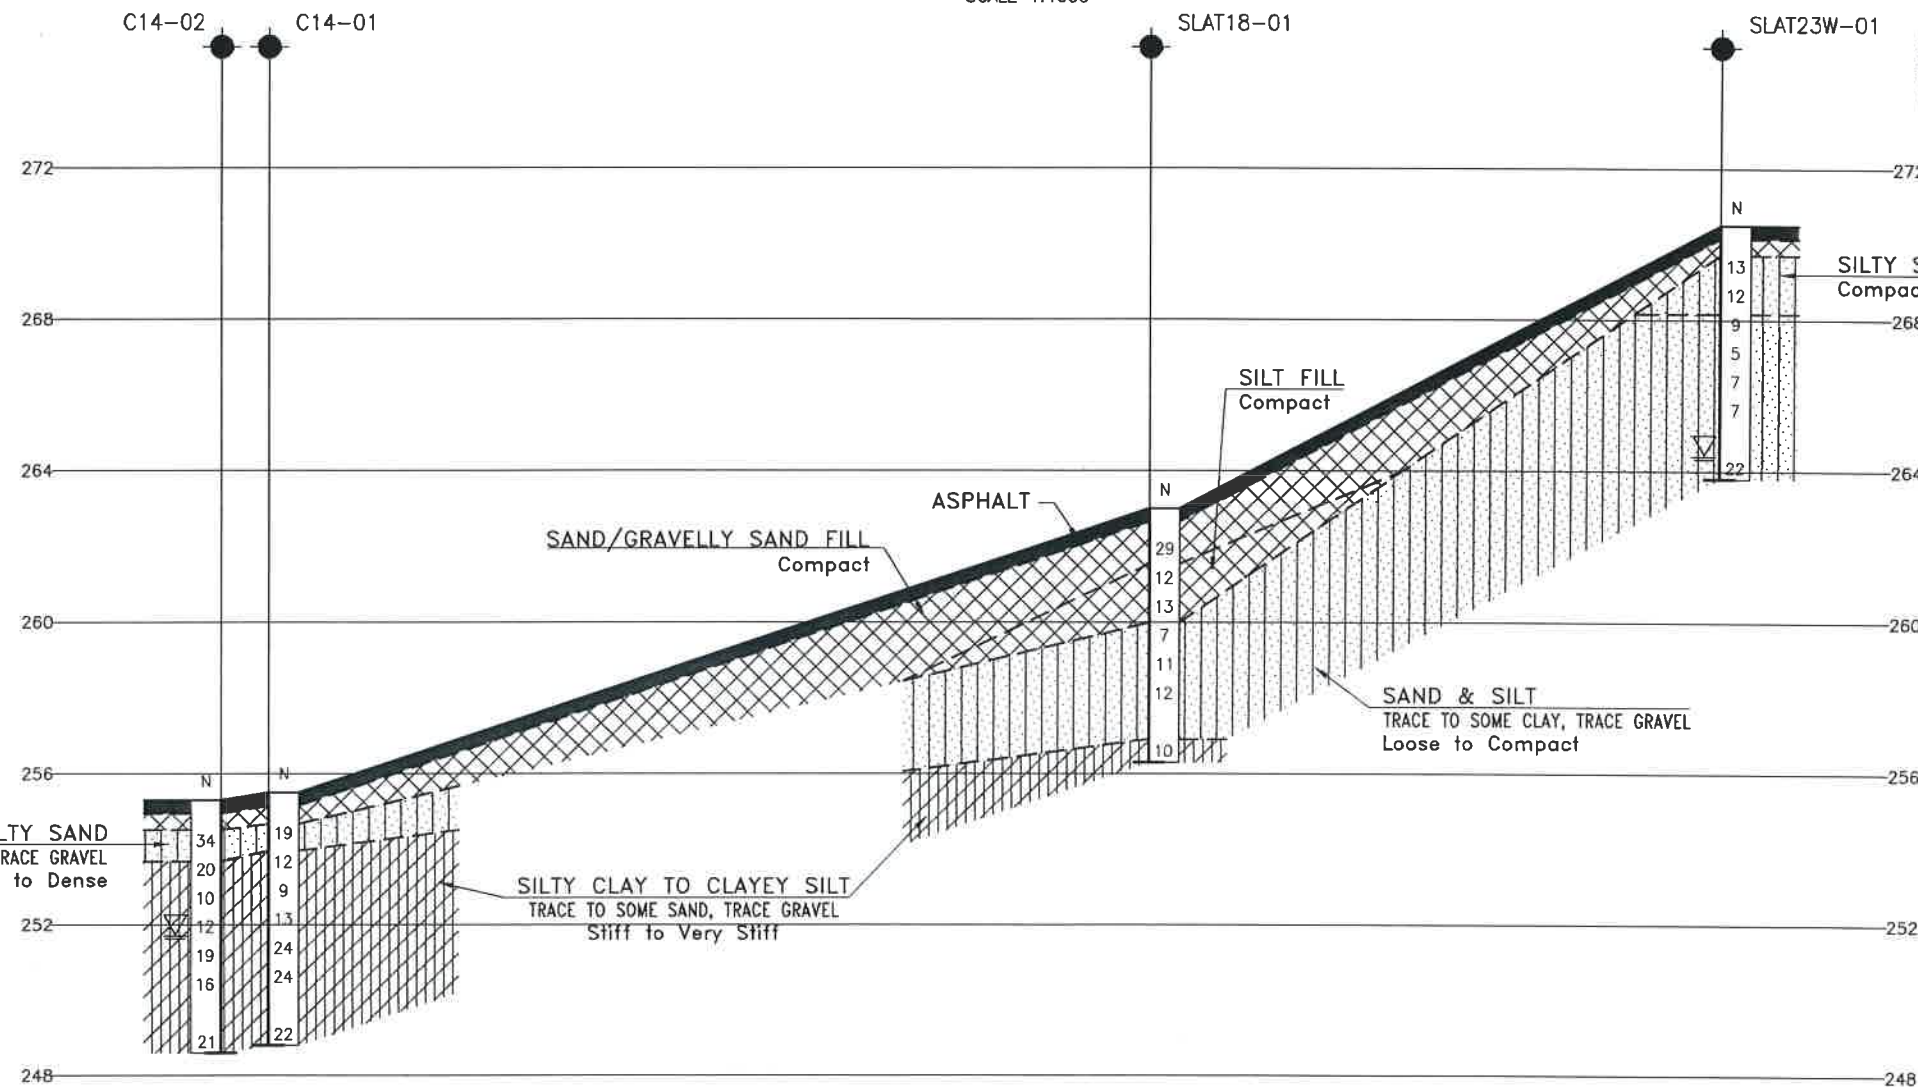 C14-02
C14-01
SLAT18-01
SLAT23W-01
272
272
N
13
12
9
5
7
7
22
SILTY
268
268
SILT FILL
Compact
264
264
ASPHALT
N
29
12
13
7
11
12
10
SAND/GRAVELLY SAND FILL
Compact
260
260
SAND & SILT
TRACE TO SOME CLAY, TRACE GRAVEL
Loose to Compact
256
256
N
34
20
10
12
19
16
21
N
19
12
9
13
24
24
22
SAND
TRACE GRAVEL
to Dense
SILTY CLAY TO CLAYEY SILT
TRACE TO SOME SAND, TRACE GRAVEL
Stiff to Very Stiff
252
252
248
248